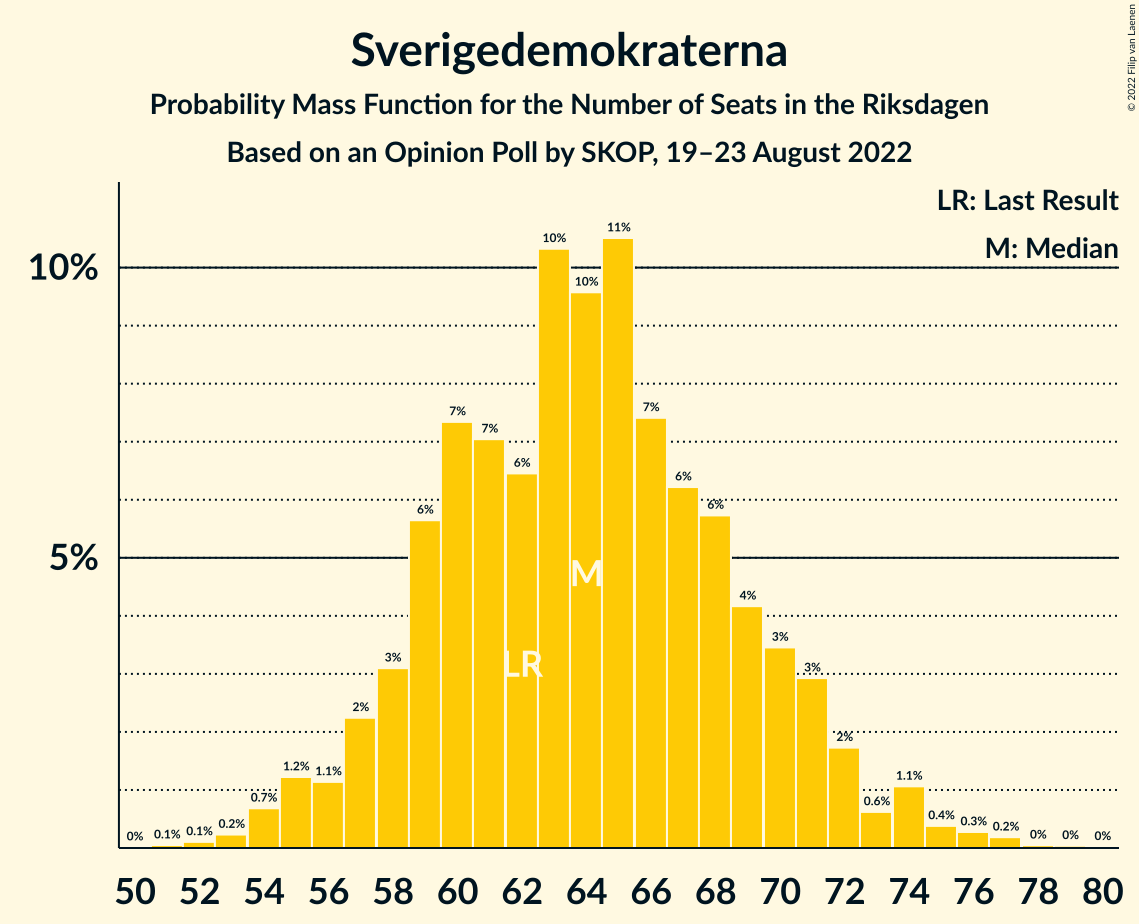 Sverigedemokraterna
Probability Mass Function for the Number of Seats in the Riksdagen
Based on an Opinion Poll by SKOP, 19–23 August 2022
© 2022 Filip van Laenen
LR: Last Result
M: Median
10%
5%
0% 0.1% 0.1% 0.2% 0.7% 1.2% 1.1% 2% 3% 6% 7% 7% 6% 10% 10% 11% 7% 6% 6% 4% 3% 3% 2% 0.6% 1.1% 0.4% 0.3% 0.2% 0% 0% 0%
M
LR
50 52 54 56 58 60 62 64 66 68 70 72 74 76 78 80